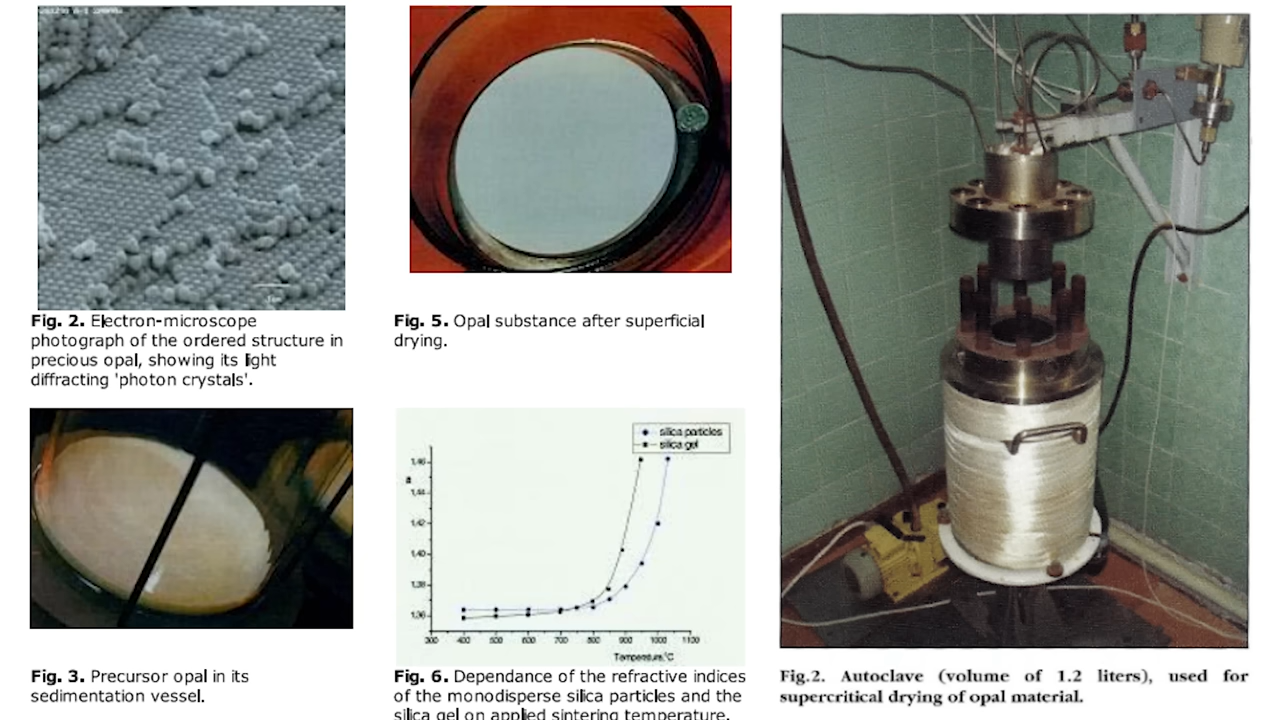 Fig. 2. Electron-microscope
photograph of the ordered structure in
precious opal, showing its light
diffracting 'photon crystals'.
Fig. 5. Opal substance after superficial
drying.
Fig. 3. Precursor opal in its
sedimentation vessel.
silica particles
silica gel
n
1,46
1,44
1,42
1,40
1,38
1,36
300 400 500 600 700 800 900 1000 1100
Temperature,°C
Fig. 6. Dependance of the refractive indices
of the monodisperse silica particles and the
silica gel on applied sintering temperature.
Fig.2. Autoclave (volume of 1.2 liters), used for
supercritical drying of opal material.